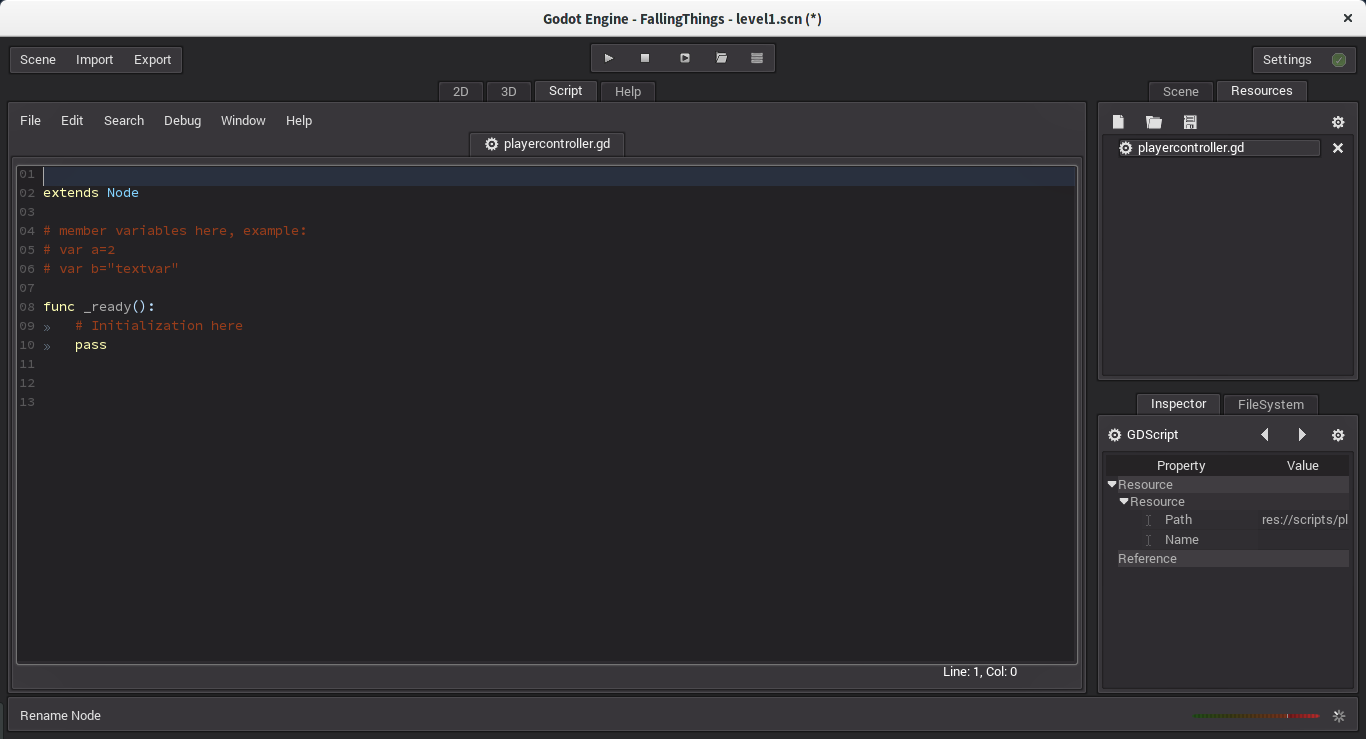 Godot Engine - FallingThings - level1.scn (*)
Scene Import Export
Settings
2D 3D Script Help
Scene Resources
File Edit Search Debug Window Help
playercontroller.gd
playercontroller.gd
01
02 extends Node
03
04 # member variables here, example:
05 # var a=2
06 # var b="textvar"
07
08 func _ready():
09 » # Initialization here
10 » pass
11
12
13
Line: 1, Col: 0
Inspector FileSystem
GDScript
Property Value
Resource
Resource
Path res://scripts/pl
Name
Reference
Rename Node